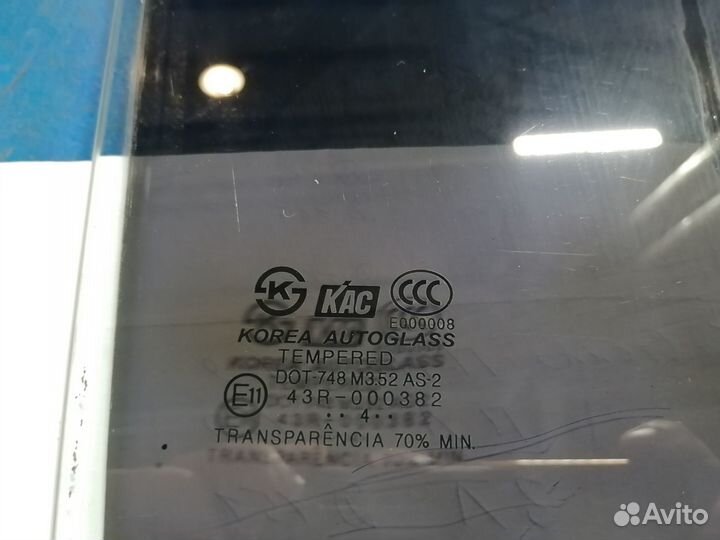 KS KAC CCC
E000008
KOREA AUTOGLASS
TEMPERED
DOT-748 M3.52 AS-2
E11 43R-000382
·· 4 ··
TRANSPARÊNCIA 70% MIN.
Avito